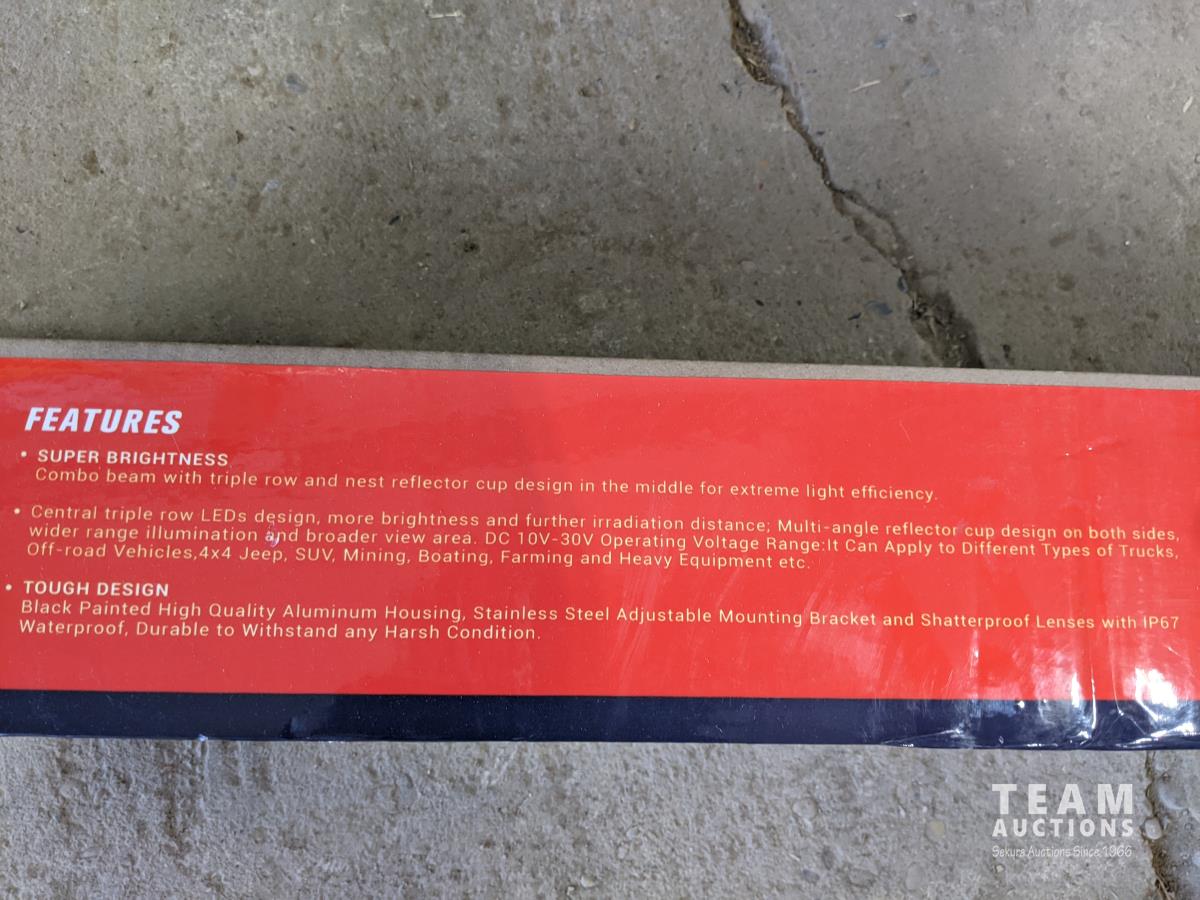 FEATURES
• SUPER BRIGHTNESS
Combo beam with triple row and nest reflector cup design in the middle for extreme light efficiency.
• Central triple row LEDs design, more brightness and further irradiation distance; Multi-angle reflector cup design on both sides,
wider range illumination and broader view area. DC 10V-30V Operating Voltage Range:It Can Apply to Different Types of Trucks,
Off-road Vehicles,4x4 Jeep, SUV, Mining, Boating, Farming and Heavy Equipment etc.
• TOUGH DESIGN
Black Painted High Quality Aluminum Housing, Stainless Steel Adjustable Mounting Bracket and Shatterproof Lenses with IP67
Waterproof, Durable to Withstand any Harsh Condition.
TEAM
AUCTIONS
Sekura Auctions Since 1966